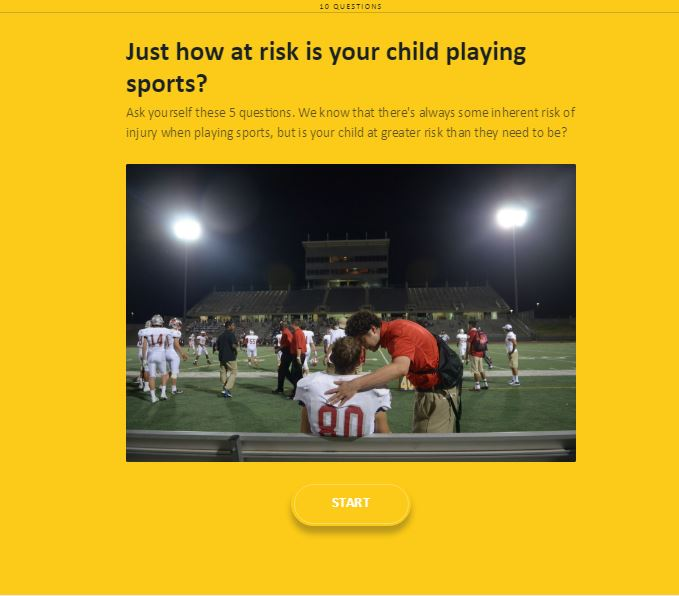 10 QUESTIONS
Just how at risk is your child playing
sports?
Ask yourself these 5 questions. We know that there's always some inherent risk of
injury when playing sports, but is your child at greater risk than they need to be?
80
START